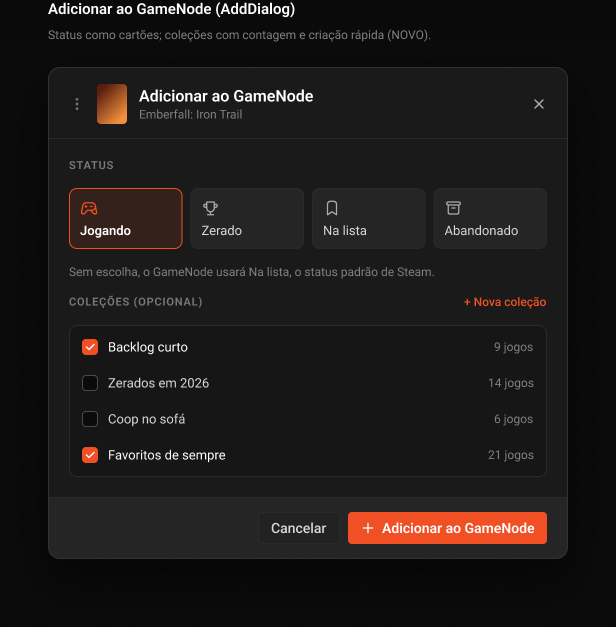 Adicionar ao GameNode (AddDialog)
Status como cartões; coleções com contagem e criação rápida (NOVO).
Adicionar ao GameNode
Emberfall: Iron Trail
STATUS
Jogando
Zerado
Na lista
Abandonado
Sem escolha, o GameNode usará Na lista, o status padrão de Steam.
COLEÇÕES (OPCIONAL)
+ Nova coleção
Backlog curto
9 jogos
Zerados em 2026
14 jogos
Coop no sofá
6 jogos
Favoritos de sempre
21 jogos
Cancelar
+ Adicionar ao GameNode